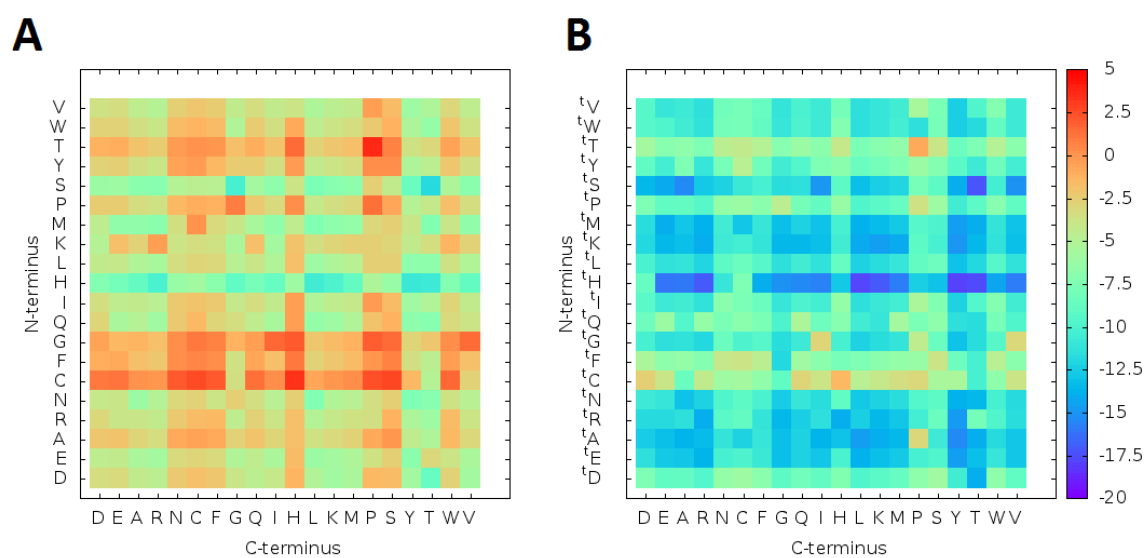 A
B
V
W
T
Y
S
P
M
K
L
H
I
Q
G
F
C
N
R
A
E
D
N-terminus
D E A R N C F G Q I H L K M P S Y T W V
C-terminus
tV
tW
tT
tY
tS
tP
tM
tK
tL
tH
tI
tQ
tG
tF
tC
tN
tR
tA
tE
tD
N-terminus
D E A R N C F G Q I H L K M P S Y T W V
C-terminus
5
2.5
0
-2.5
-5
-7.5
-10
-12.5
-15
-17.5
-20